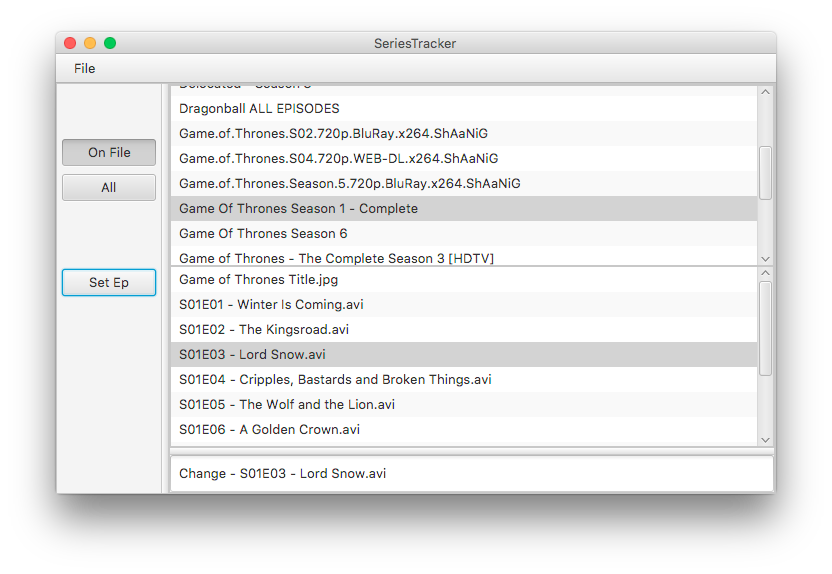 SeriesTracker
File
On File
All
Set Ep
Delocated - Season 3
Dragonball ALL EPISODES
Game.of.Thrones.S02.720p.BluRay.x264.ShAaNiG
Game.of.Thrones.S04.720p.WEB-DL.x264.ShAaNiG
Game.of.Thrones.Season.5.720p.BluRay.x264.ShAaNiG
Game Of Thrones Season 1 - Complete
Game Of Thrones Season 6
Game of Thrones - The Complete Season 3 [HDTV]
Game of Thrones Title.jpg
S01E01 - Winter Is Coming.avi
S01E02 - The Kingsroad.avi
S01E03 - Lord Snow.avi
S01E04 - Cripples, Bastards and Broken Things.avi
S01E05 - The Wolf and the Lion.avi
S01E06 - A Golden Crown.avi
Change - S01E03 - Lord Snow.avi